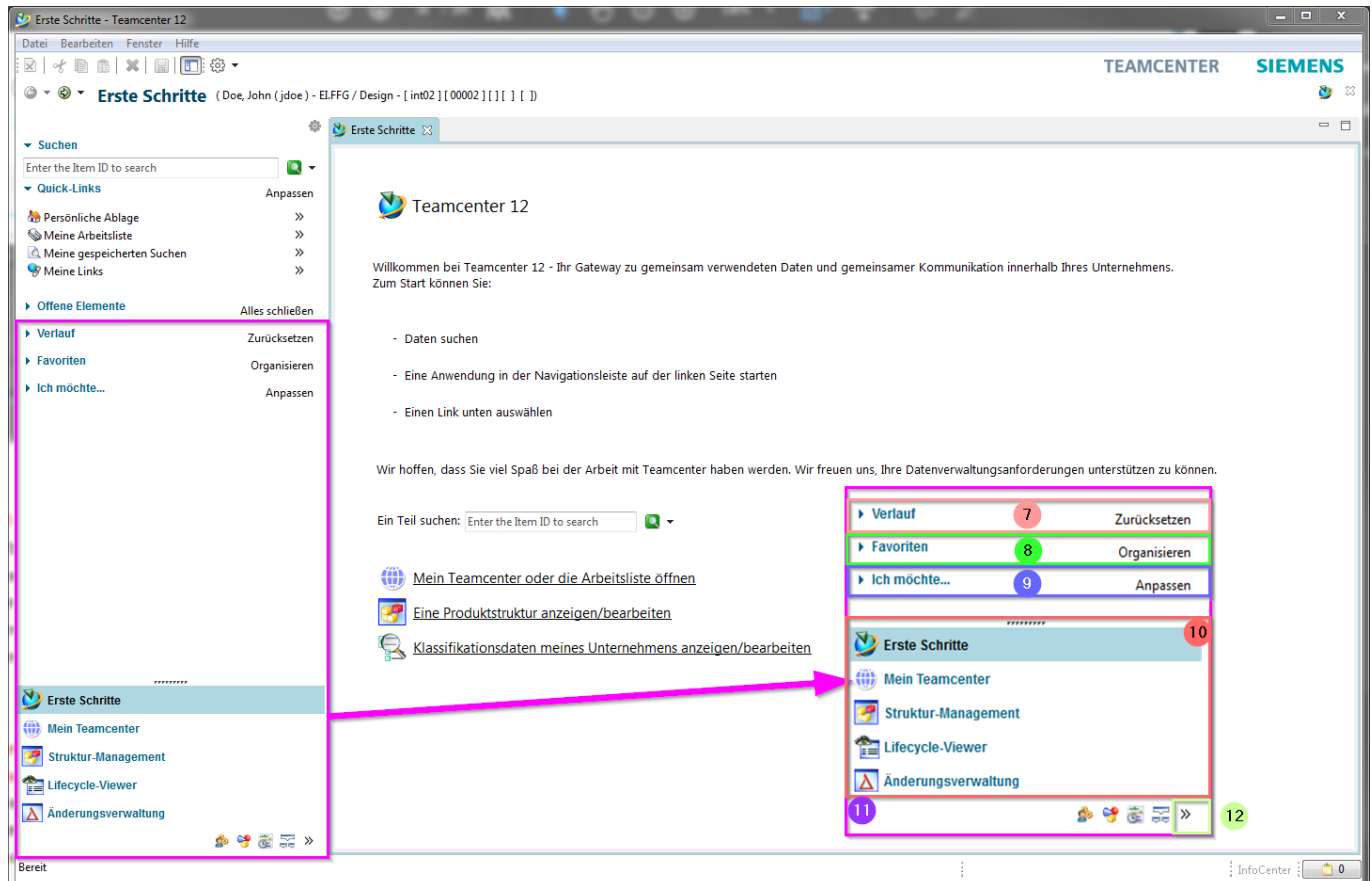 Erste Schritte - Teamcenter 12
Datei Bearbeiten Fenster Hilfe
TEAMCENTER SIEMENS
Erste Schritte ( Doe, John ( jdoe ) - ELFFG / Design - [ int02 ] [ 00002 ] [ ] [ ] [ ])
Erste Schritte
Suchen
Enter the Item ID to search
Quick-Links Anpassen
Persönliche Ablage »
Meine Arbeitsliste »
Meine gespeicherten Suchen »
Meine Links »
Offene Elemente Alles schließen
Verlauf Zurücksetzen
Favoriten Organisieren
Ich möchte... Anpassen
Erste Schritte
Mein Teamcenter
Struktur-Management
Lifecycle-Viewer
Änderungsverwaltung
»
Teamcenter 12
Willkommen bei Teamcenter 12 - Ihr Gateway zu gemeinsam verwendeten Daten und gemeinsamer Kommunikation innerhalb Ihres Unternehmens.
Zum Start können Sie:
- Daten suchen
- Eine Anwendung in der Navigationsleiste auf der linken Seite starten
- Einen Link unten auswählen
Wir hoffen, dass Sie viel Spaß bei der Arbeit mit Teamcenter haben werden. Wir freuen uns, Ihre Datenverwaltungsanforderungen unterstützen zu können.
Ein Teil suchen: Enter the Item ID to search
Mein Teamcenter oder die Arbeitsliste öffnen
Eine Produktstruktur anzeigen/bearbeiten
Klassifikationsdaten meines Unternehmens anzeigen/bearbeiten
Verlauf 7 Zurücksetzen
Favoriten 8 Organisieren
Ich möchte... 9 Anpassen
10
Erste Schritte
Mein Teamcenter
Struktur-Management
Lifecycle-Viewer
Änderungsverwaltung
11 » 12
Bereit InfoCenter 0